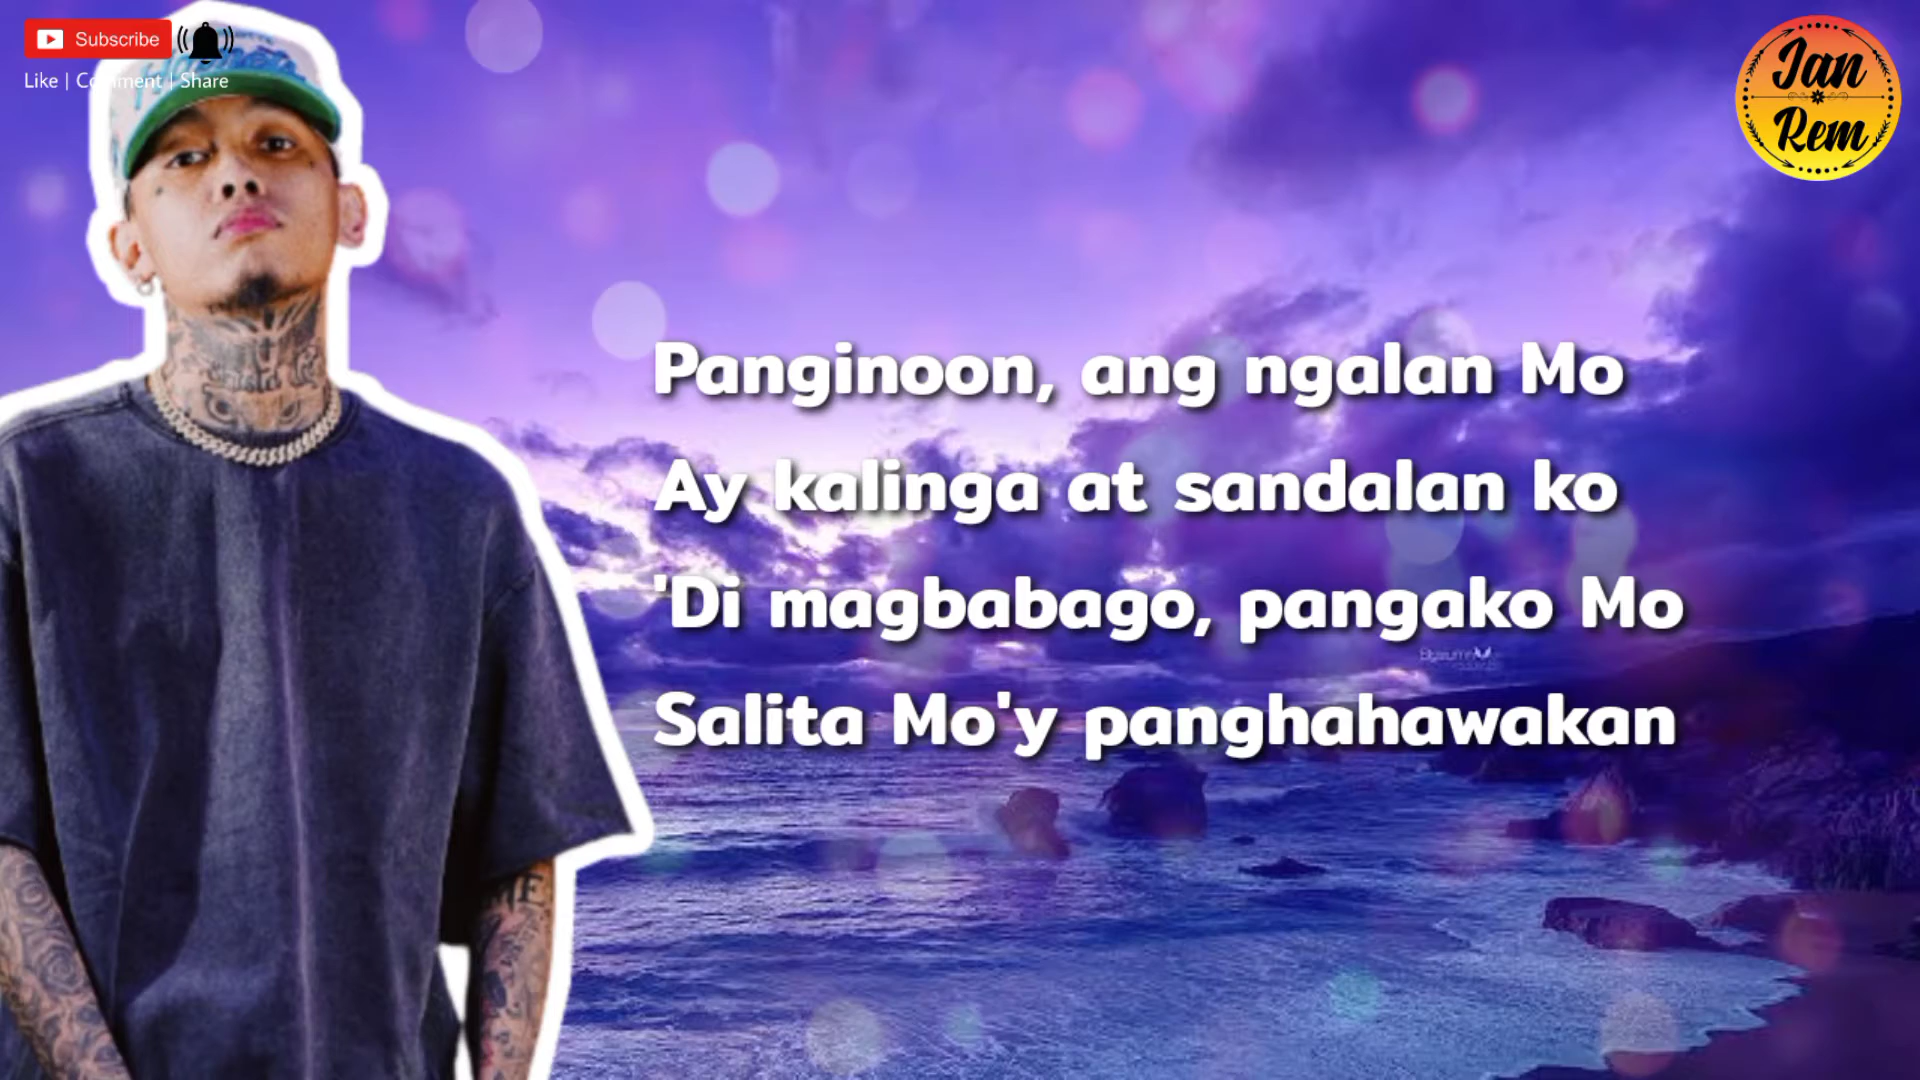 Subscribe
Like | Comment | Share
Jan
Rem
Panginoon, ang ngalan Mo
Ay kalinga at sandalan ko
'Di magbabago, pangako Mo
Salita Mo'y panghahawakan